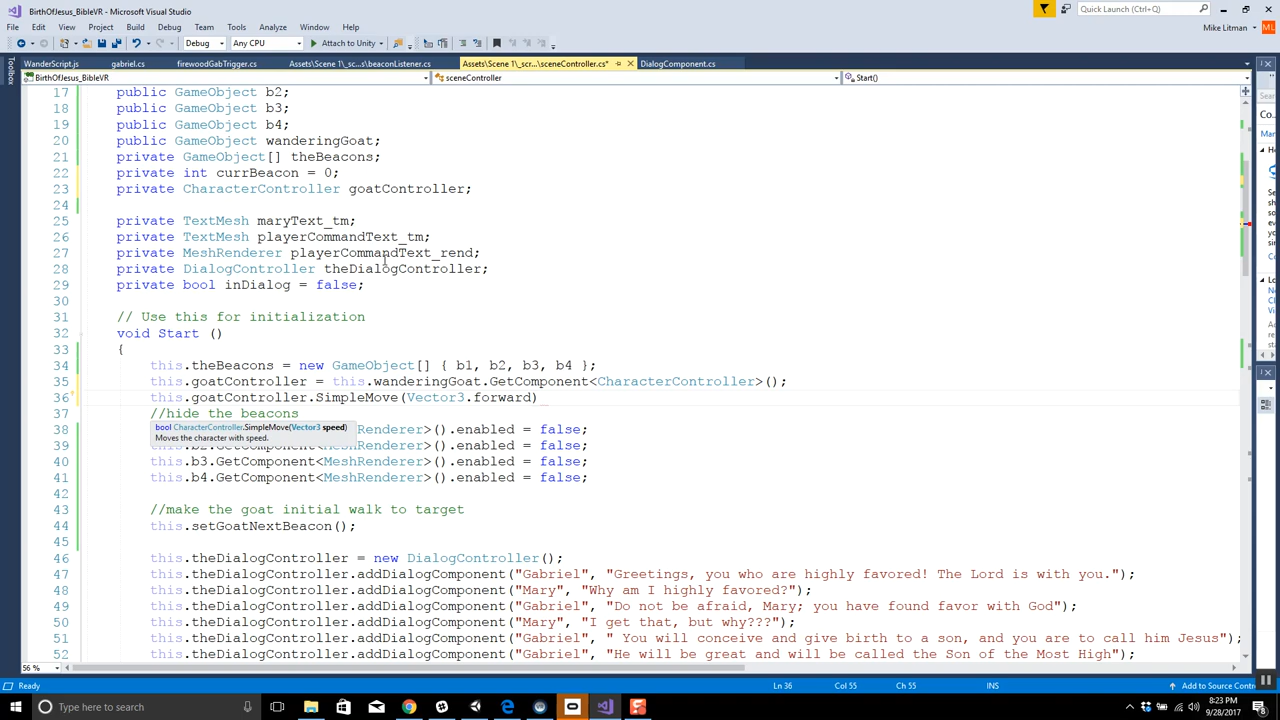 BirthOfJesus_BibleVR - Microsoft Visual Studio
Quick Launch (Ctrl+Q)
File Edit View Project Build Debug Team Tools Test Analyze Window Help
Mike Litman ML
Debug Any CPU Attach to Unity
WanderScript.js gabriel.cs firewoodGabTrigger.cs Assets\Scene 1\_s...s\beaconListener.cs Assets\Scene 1\_scr...s\sceneController.cs* DialogComponent.cs
BirthOfJesus_BibleVR sceneController Start()
Toolbox
17 public GameObject b2;
18 public GameObject b3;
19 public GameObject b4;
20 public GameObject wanderingGoat;
21 private GameObject[] theBeacons;
22 private int currBeacon = 0;
23 private CharacterController goatController;
24
25 private TextMesh maryText_tm;
26 private TextMesh playerCommandText_tm;
27 private MeshRenderer playerCommandText_rend;
28 private DialogController theDialogController;
29 private bool inDialog = false;
30
31 // Use this for initialization
32 void Start ()
33 {
34 this.theBeacons = new GameObject[] { b1, b2, b3, b4 };
35 this.goatController = this.wanderingGoat.GetComponent<CharacterController>();
36 this.goatController.SimpleMove(Vector3.forward)
37 //hide the beacons
bool CharacterController.SimpleMove(Vector3 speed)
Moves the character with speed.
38 MeshRenderer>().enabled = false;
39 this.b2.GetComponent<MeshRenderer>().enabled = false;
40 this.b3.GetComponent<MeshRenderer>().enabled = false;
41 this.b4.GetComponent<MeshRenderer>().enabled = false;
42
43 //make the goat initial walk to target
44 this.setGoatNextBeacon();
45
46 this.theDialogController = new DialogController();
47 this.theDialogController.addDialogComponent("Gabriel", "Greetings, you who are highly favored! The Lord is with you.");
48 this.theDialogController.addDialogComponent("Mary", "Why am I highly favored?");
49 this.theDialogController.addDialogComponent("Gabriel", "Do not be afraid, Mary; you have found favor with God");
50 this.theDialogController.addDialogComponent("Mary", "I get that, but why???");
51 this.theDialogController.addDialogComponent("Gabriel", " You will conceive and give birth to a son, and you are to call him Jesus");
52 this.theDialogController.addDialogComponent("Gabriel", "He will be great and will be called the Son of the Most High");
56 %
Ready Ln 36 Col 55 Ch 55 INS Add to Source Contr
Type here to search
8:23 PM
9/28/2017